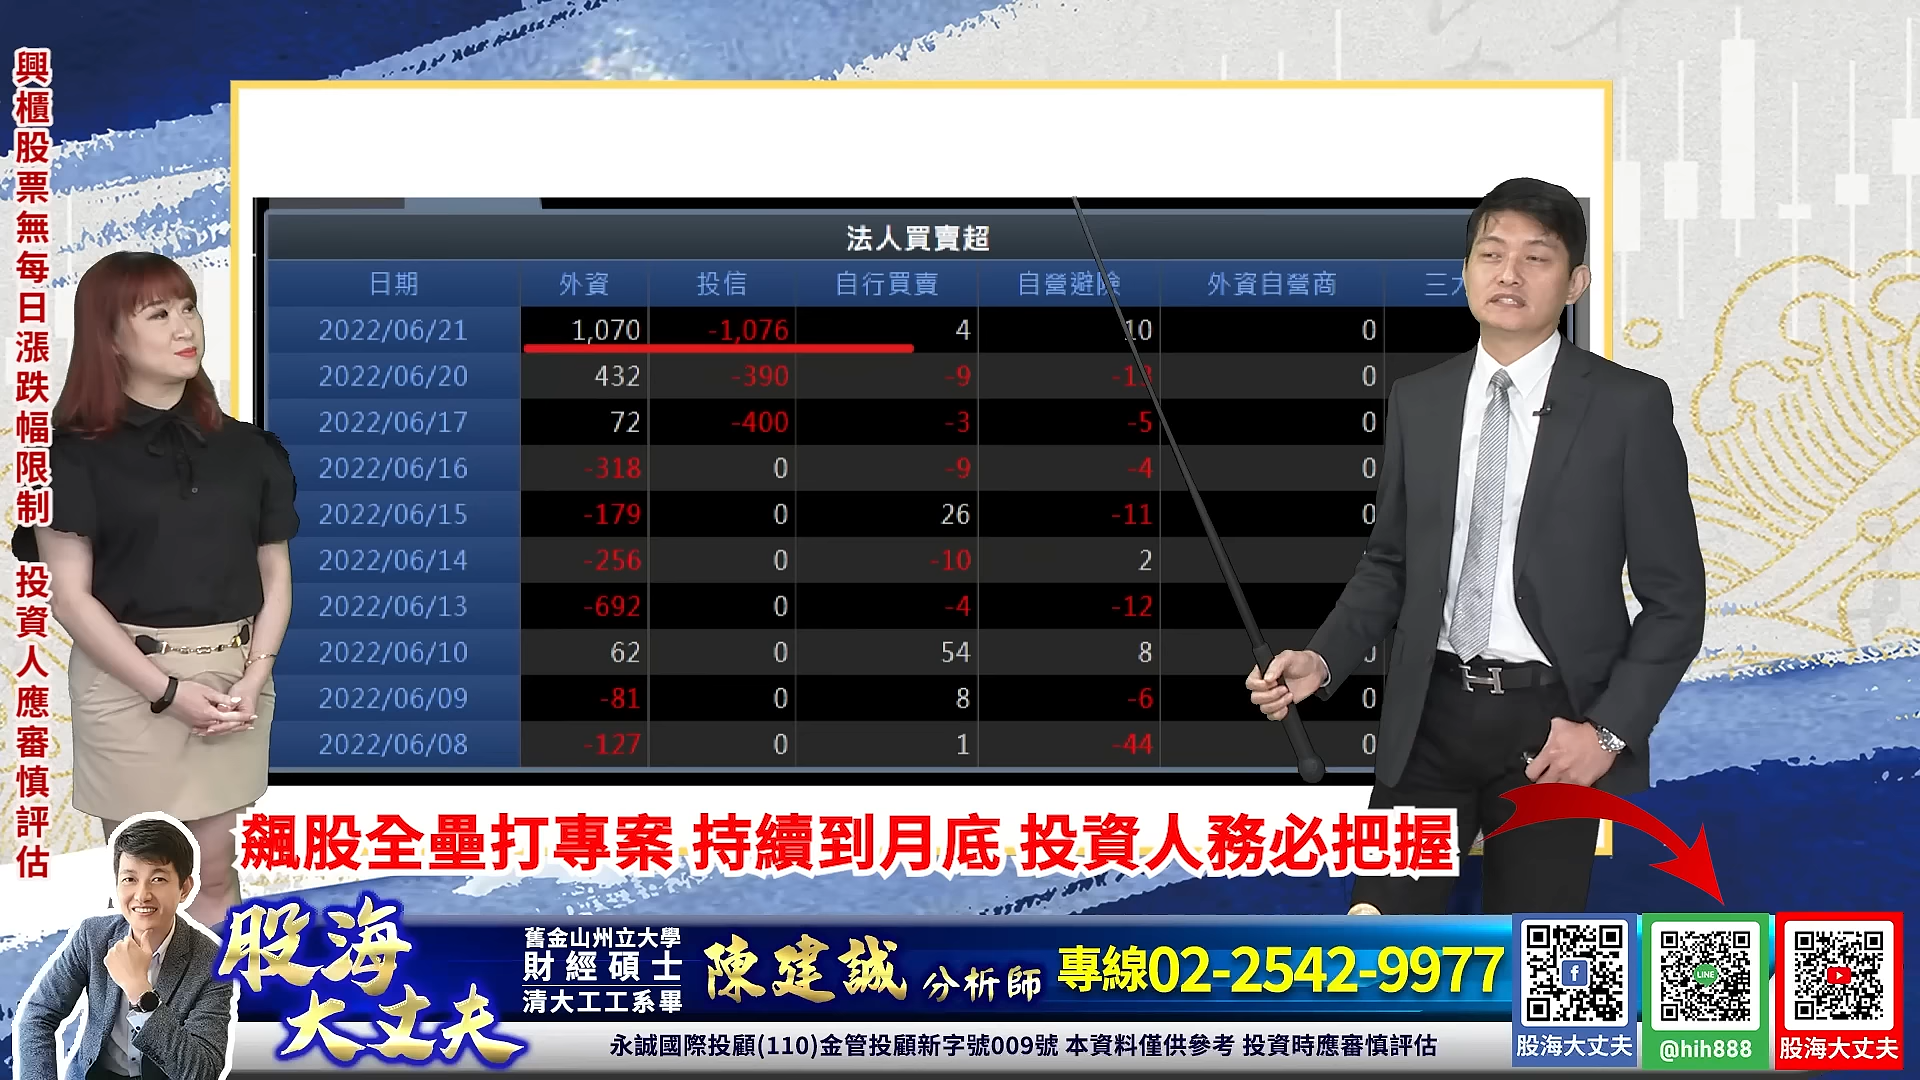 興櫃股票無每日漲跌幅限制 投資人應審慎評估
法人買賣超
日期 外資 投信 自行買賣 自營避險 外資自營商 三
2022/06/21 1,070 -1,076 4 10 0
2022/06/20 432 -390 -9 -13 0
2022/06/17 72 -400 -3 -5 0
2022/06/16 -318 0 -9 -4 0
2022/06/15 -179 0 26 -11 0
2022/06/14 -256 0 -10 2
2022/06/13 -692 0 -4 -12
2022/06/10 62 0 54 8
2022/06/09 -81 0 8 -6 0
2022/06/08 -127 0 1 -44 0
飆股全壘打專案 持續到月底 投資人務必把握
股海
大丈夫
舊金山州立大學
財經碩士
清大工工系畢
陳建誠 分析師
專線02-2542-9977
永誠國際投顧(110)金管投顧新字號009號 本資料僅供參考 投資時應審慎評估
股海大丈夫
LINE
@hih888
股海大丈夫